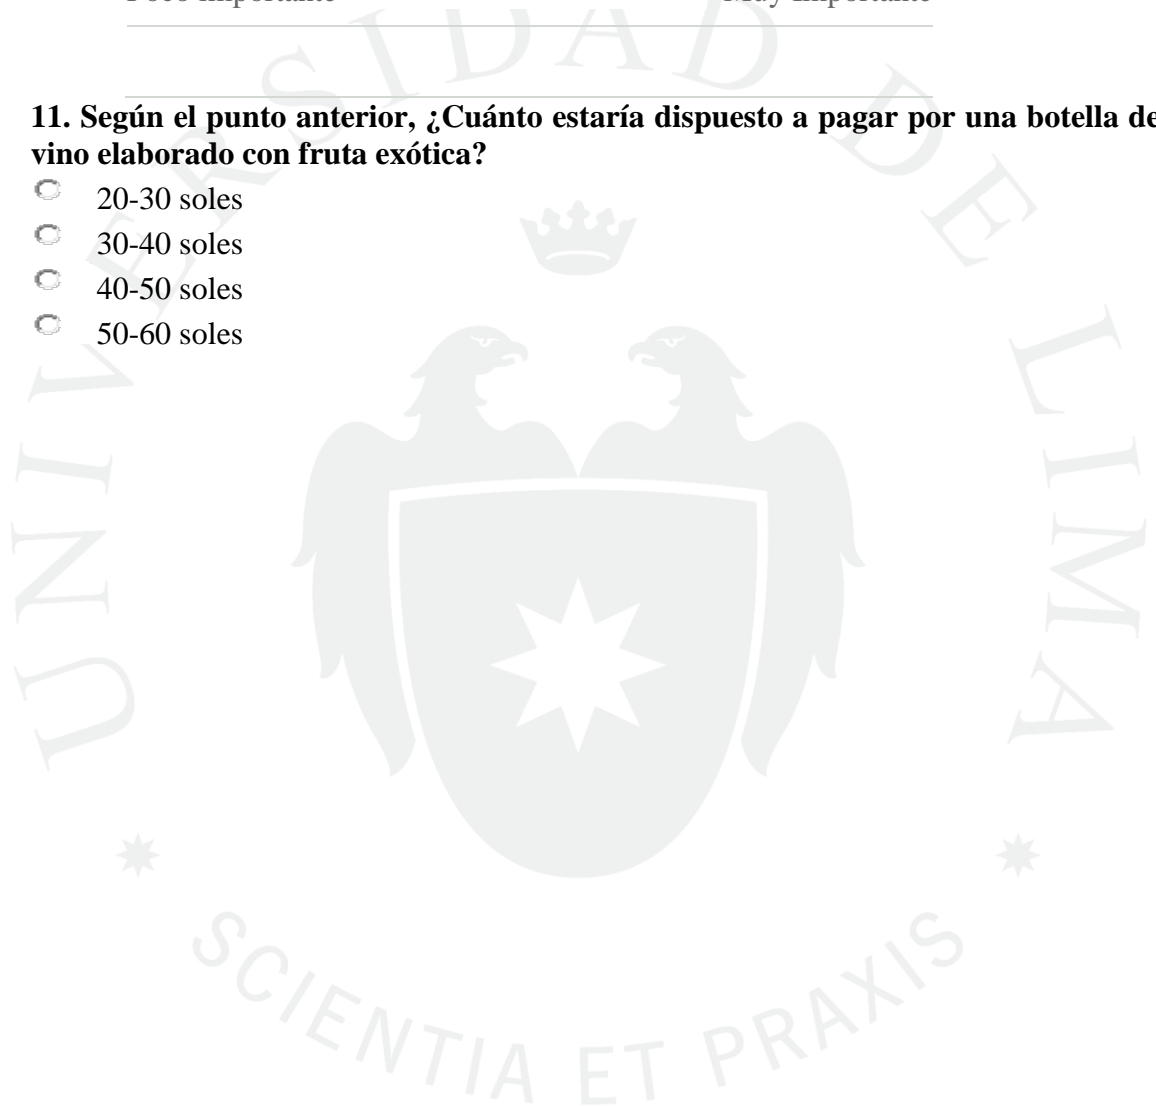 Poco importante Muy importante
11. Según el punto anterior, ¿Cuánto estaría dispuesto a pagar por una botella de
vino elaborado con fruta exótica?
20-30 soles
30-40 soles
40-50 soles
50-60 soles
UNIVERSIDAD DE LIMA
SCIENTIA ET PRAXIS